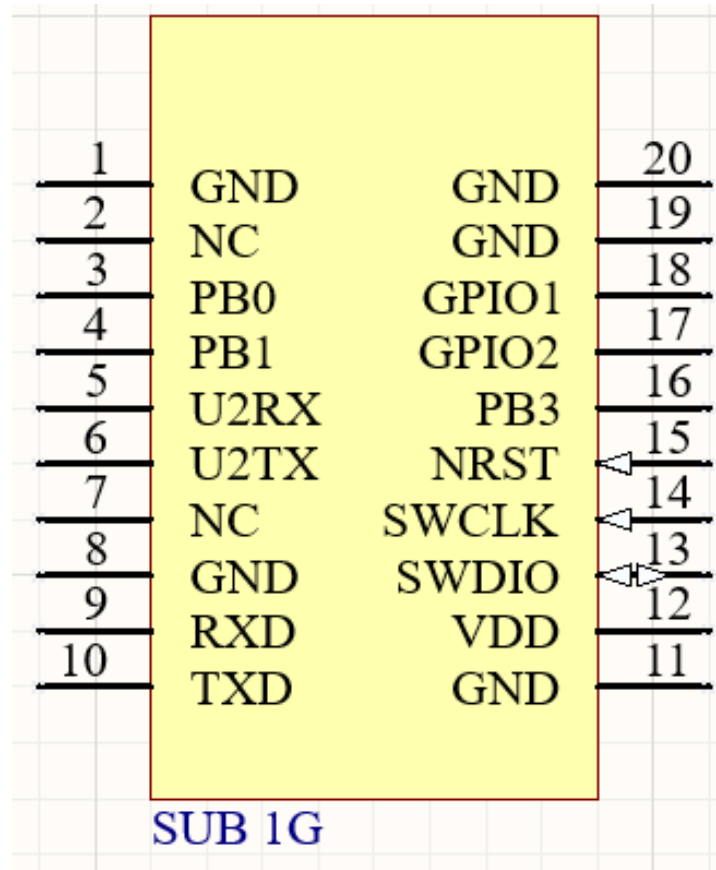 1 GND GND 20
2 NC GND 19
3 PB0 GPIO1 18
4 PB1 GPIO2 17
5 U2RX PB3 16
6 U2TX NRST 15
7 NC SWCLK 14
8 GND SWDIO 13
9 RXD VDD 12
10 TXD GND 11
SUB 1G